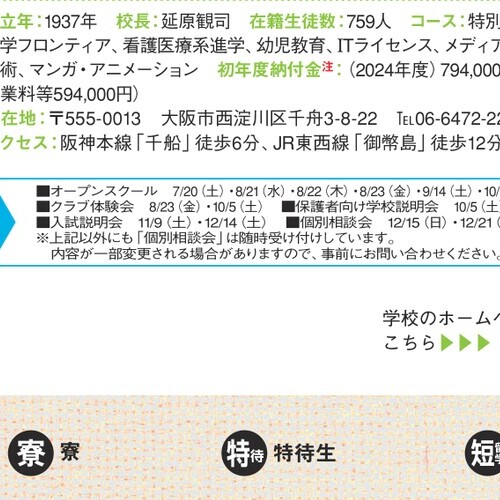 立年：1937年 校長：延原観司 在籍生徒数：759人 コース：特別
学フロンティア、看護医療系進学、幼児教育、ITライセンス、メディア
術、マンガ・アニメーション 初年度納付金注：（2024年度）794,000
業料等594,000円）
在地：〒555-0013 大阪市西淀川区千舟3-8-22 TEL06-6472-22
クセス：阪神本線「千船」徒歩6分、JR東西線「御幣島」徒歩12分
■オープンスクール 7/20（土）・8/21（水）・8/22（木）・8/23（金）・9/14（土）・10/
■クラブ体験会 8/23（金）・10/5（土） ■保護者向け学校説明会 10/5（土）
■入試説明会 11/9（土）・12/14（土） ■個別相談会 12/15（日）・12/21（
※上記以外にも「個別相談会」は随時受け付けしています。
内容が一部変更される場合がありますので、事前にお問い合わせください。
学校のホームペ
こちら▶▶▶
寮 寮 特待 特待生 短